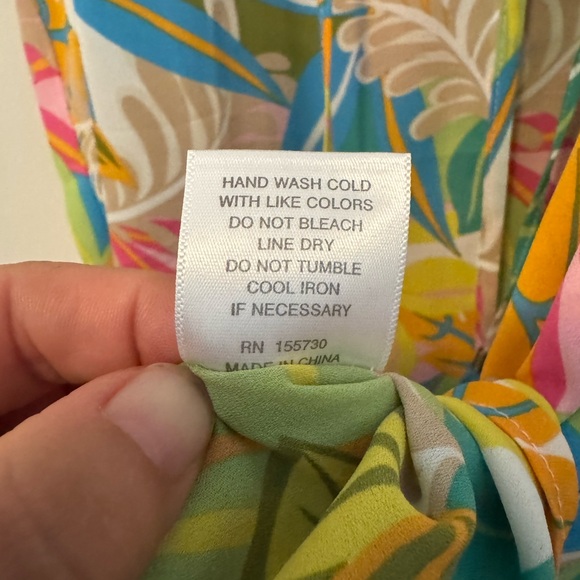 HAND WASH COLD
WITH LIKE COLORS
DO NOT BLEACH
LINE DRY
DO NOT TUMBLE
COOL IRON
IF NECESSARY
RN 155730
MADE IN CHINA